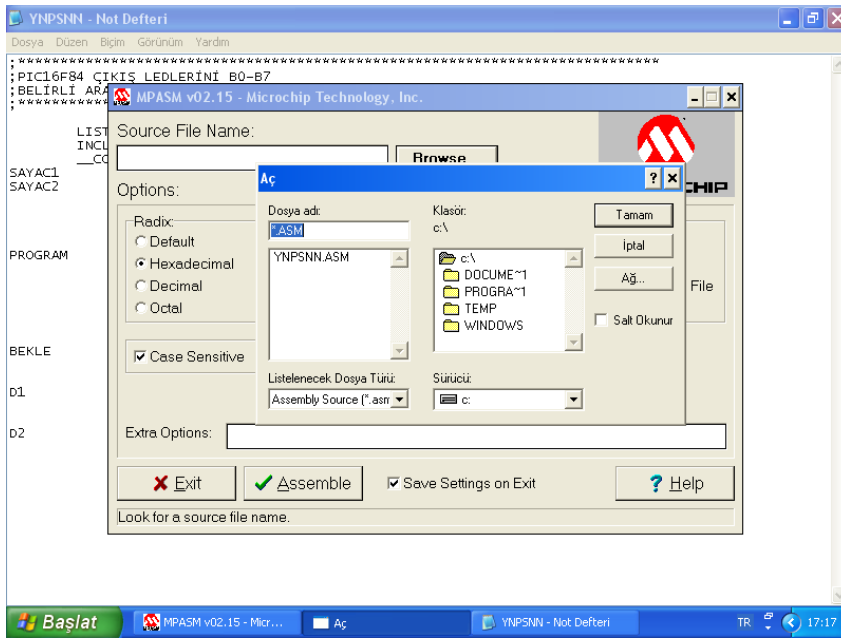 YNPSNN - Not Defteri
Dosya Düzen Biçim Görünüm Yardım
;*****************************************************************************
;PIC16F84 ÇIKIŞ LEDLERİNİ B0-B7
;BELİRLİ ARA
;***********
MPASM v02.15 - Microchip Technology, Inc.
LIST
INCL
__CO
SAYAC1
SAYAC2
PROGRAM
BEKLE
D1
D2
Source File Name:
Browse
CHIP
Options:
Radix:
Default
Hexadecimal
Decimal
Octal
File
Case Sensitive
Extra Options:
Exit
Assemble
Save Settings on Exit
Help
Look for a source file name.
Aç
Dosya adı:
*.ASM
YNPSNN.ASM
Listelenecek Dosya Türü:
Assembly Source (*.asm
Klasör:
c:\
c:\
DOCUME~1
PROGRA~1
TEMP
WINDOWS
Sürücü:
c:
Tamam
İptal
Ağ...
Salt Okunur
Başlat
MPASM v02.15 - Micr...
Aç
YNPSNN - Not Defteri
TR
17:17